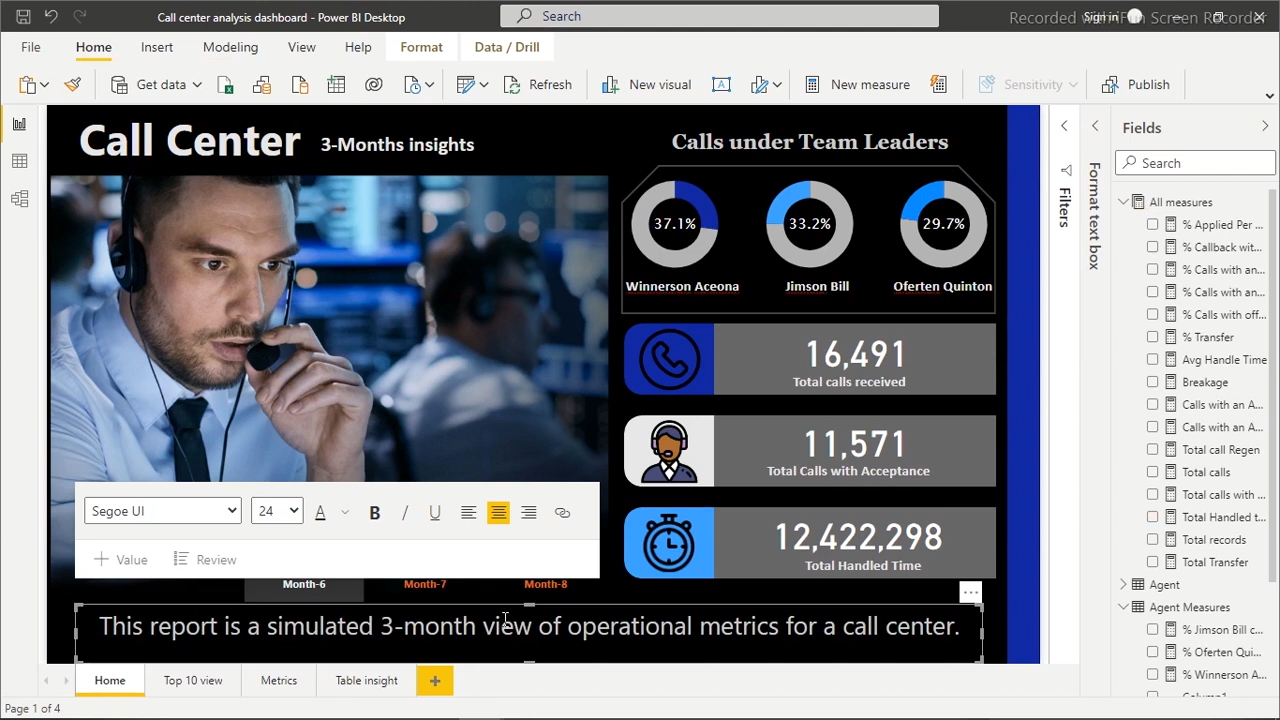 Call center analysis dashboard - Power BI Desktop
Search
Sign in
Recorded with Fun Screen Recorder
File
Home
Insert
Modeling
View
Help
Format
Data / Drill
Get data
Refresh
New visual
New measure
Sensitivity
Publish
Call Center
3-Months insights
Calls under Team Leaders
37.1%
33.2%
29.7%
Winnerson Aceona
Jimson Bill
Oferten Quinton
16,491
Total calls received
11,571
Total Calls with Acceptance
12,422,298
Total Handled Time
Segoe UI
24
A
B
I
U
Value
Review
Month-6
Month-7
Month-8
This report is a simulated 3-month view of operational metrics for a call center.
Filters
Format text box
Fields
Search
All measures
% Applied Per ...
% Callback wit...
% Calls with an...
% Calls with an...
% Calls with off...
% Transfer
Avg Handle Time
Breakage
Calls with an A...
Calls with an A...
Total call Regen
Total calls
Total calls with ...
Total Handled t...
Total records
Total Transfer
Agent
Agent Measures
% Jimson Bill c...
% Oferten Qui...
% Winnerson A...
Column1
Home
Top 10 view
Metrics
Table insight
Page 1 of 4